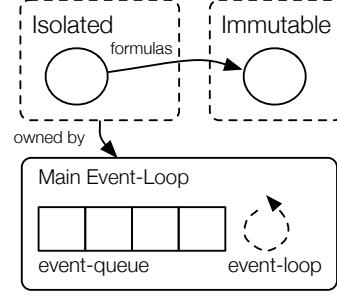 Isolated Immutable
formulas
owned by
Main Event-Loop
event-queue event-loop